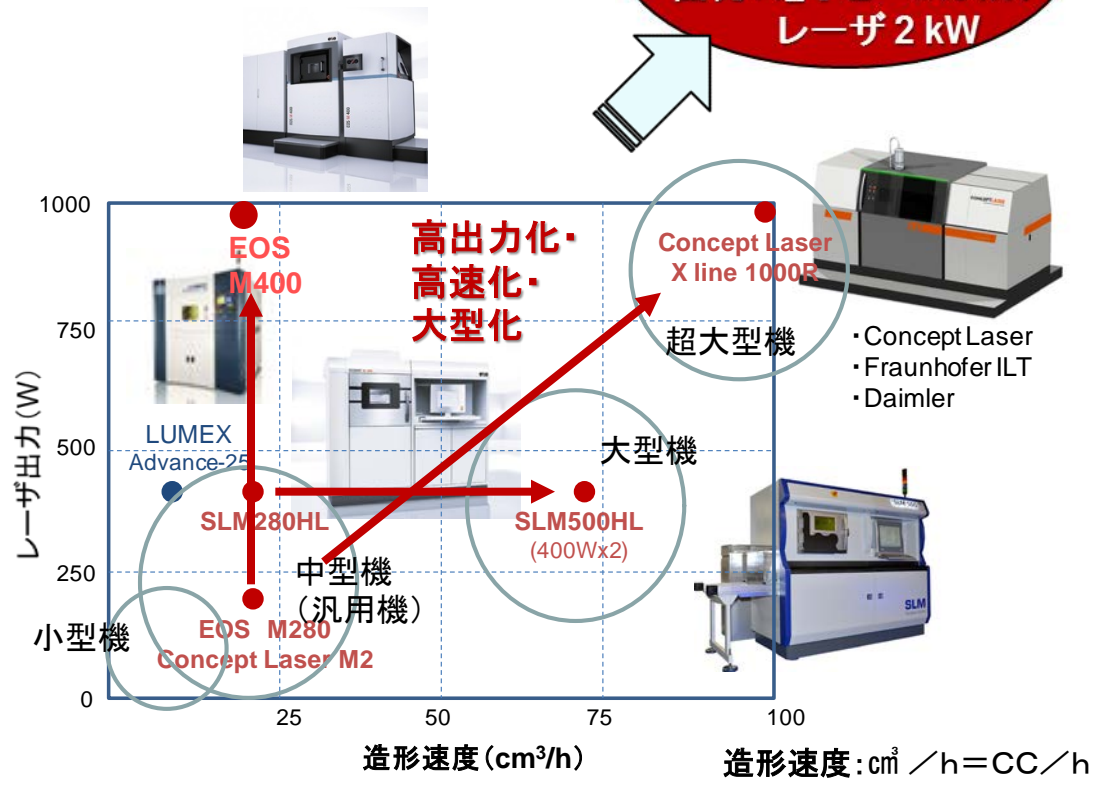 レーザ 2 kW
1000
750
500
250
0
レーザ出力(W)
EOS
M400
高出力化・
高速化・
大型化
Concept Laser
X line 1000R
超大型機
・Concept Laser
・Fraunhofer ILT
・Daimler
LUMEX
Advance-25
SLM280HL
大型機
SLM500HL
(400Wx2)
中型機
(汎用機)
小型機
EOS M280
Concept Laser M2
SLM
25
50
75
100
造形速度(cm³/h)
造形速度:c㎥/h=CC/h